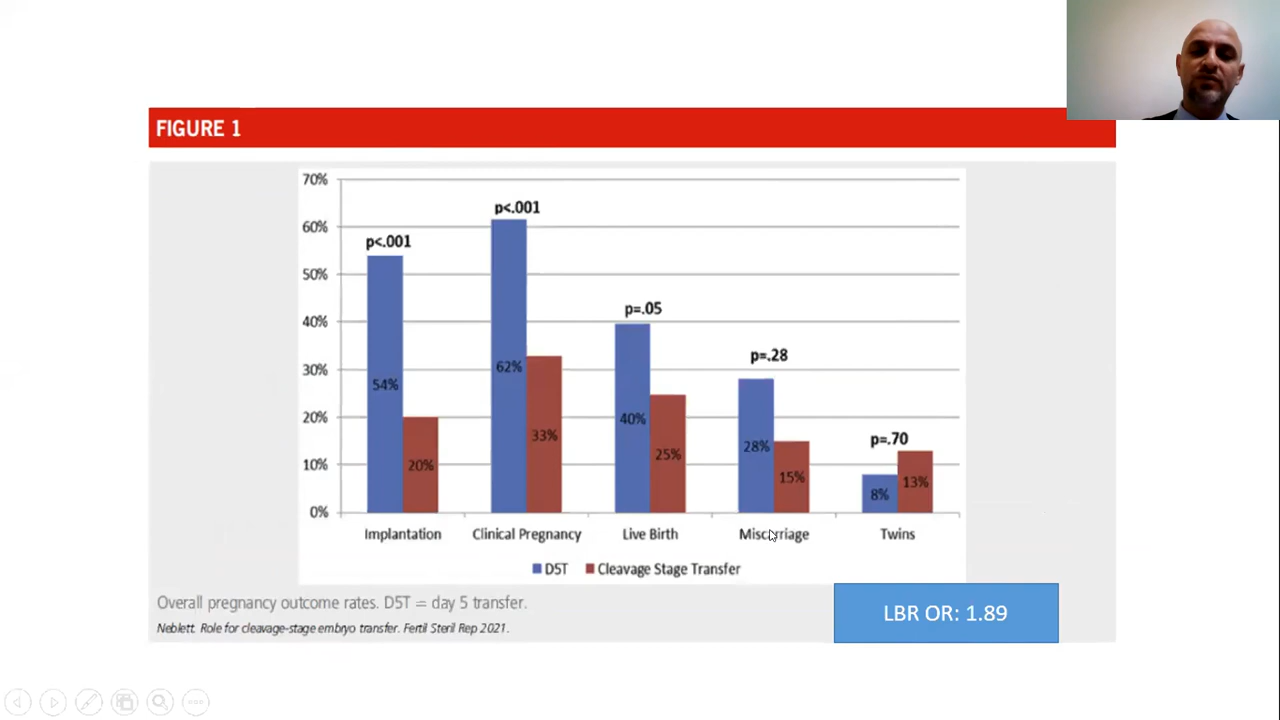 FIGURE 1
70%
60%
50%
40%
30%
20%
10%
0%
p<.001
p<.001
p=.05
p=.28
p=.70
54%
20%
62%
33%
40%
25%
28%
15%
8%
13%
Implantation
Clinical Pregnancy
Live Birth
Miscarriage
Twins
D5T
Cleavage Stage Transfer
Overall pregnancy outcome rates. D5T = day 5 transfer.
Neblett. Role for cleavage-stage embryo transfer. Fertil Steril Rep 2021.
LBR OR: 1.89